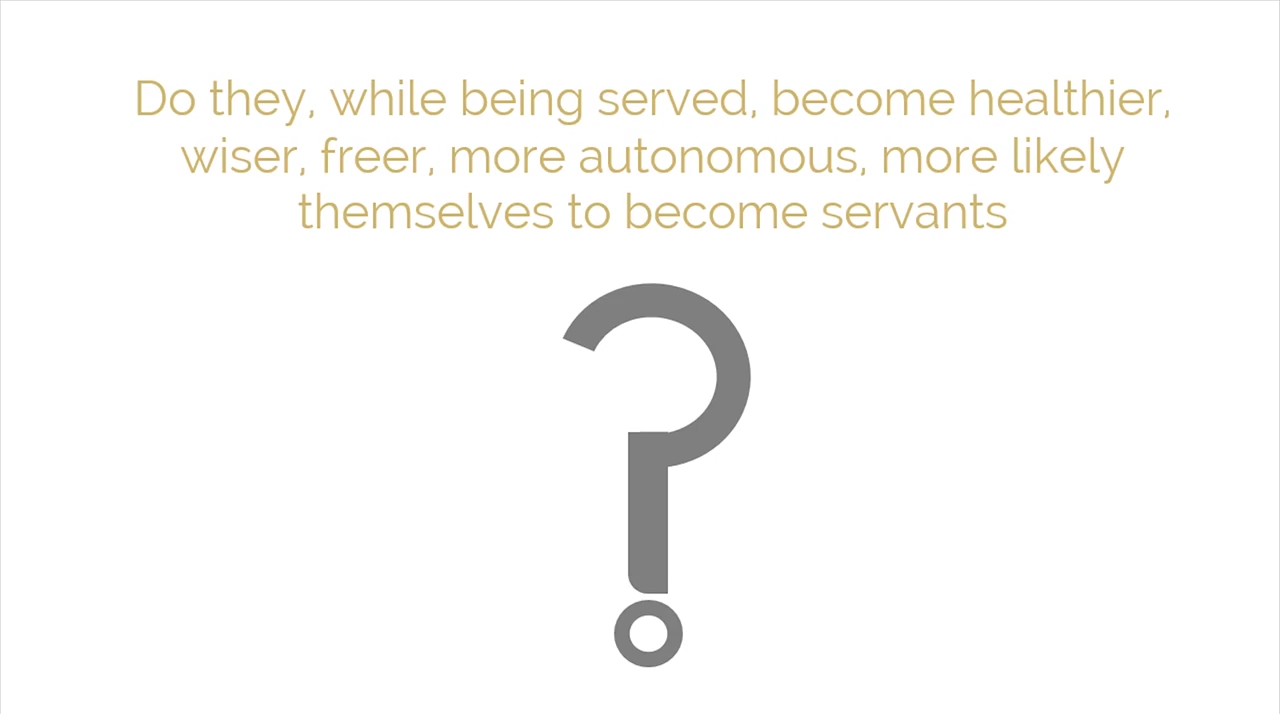 Do they, while being served, become healthier,
wiser, freer, more autonomous, more likely
themselves to become servants
?